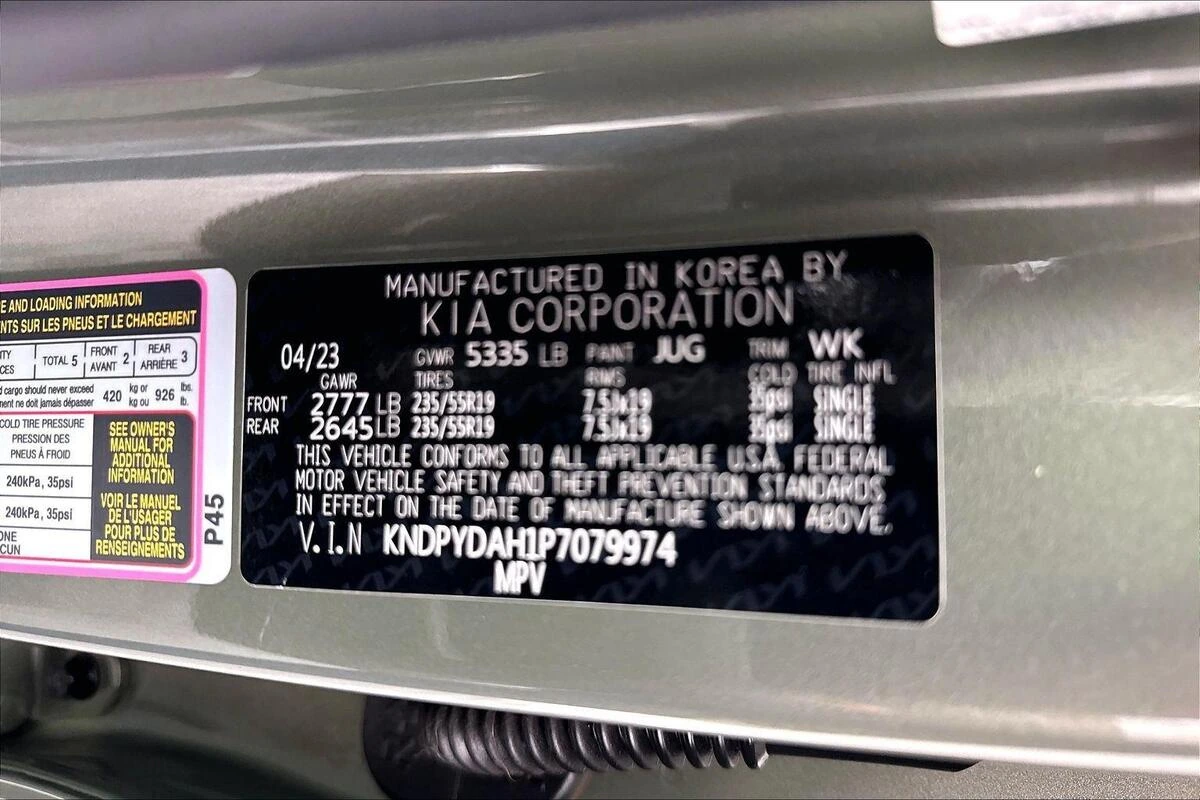 E AND LOADING INFORMATION
ENTS SUR LES PNEUS ET LE CHARGEMENT
TOTAL 5
FRONT AVANT 2
REAR ARRIÈRE 3
d cargo should never exceed
ment ne doit jamais dépasser
420 kg or kg ou 926 lbs. lb.
COLD TIRE PRESSURE
PRESSION DES
PNEUS À FROID
240kPa, 35psi
240kPa, 35psi
SEE OWNER'S
MANUAL FOR
ADDITIONAL
INFORMATION
VOIR LE MANUEL
DE L'USAGER
POUR PLUS DE
RENSEIGNEMENTS
P45
MANUFACTURED IN KOREA BY
KIA CORPORATION
04/23 GVWR 5335 LB PAINT JUG TRIM WK
GAWR TIRES RIMS COLD TIRE INFL
FRONT 2777 LB 235/55R19 7.5Jx19 35psi SINGLE
REAR 2645 LB 235/55R19 7.5Jx19 35psi SINGLE
THIS VEHICLE CONFORMS TO ALL APPLICABLE U.S.A. FEDERAL
MOTOR VEHICLE SAFETY AND THEFT PREVENTION STANDARDS
IN EFFECT ON THE DATE OF MANUFACTURE SHOWN ABOVE.
V.I.N KNDPYDAH1P7079974
MPV